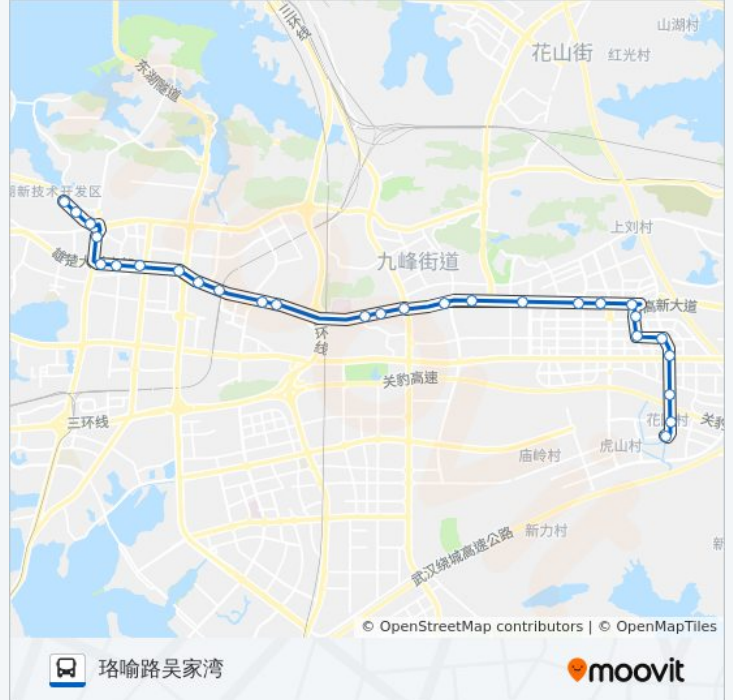 三环线
山湖村
花山街
红光村
东湖隧道
新技术开发区
上刘村
雄楚大
九峰街道
高新大道
环线
关豹高速
三环线
花
村
关豹
虎山村
庙岭村
新力村
武汉绕城高速公路
新
© OpenStreetMap contributors | © OpenMapTiles
珞喻路吴家湾
moovit